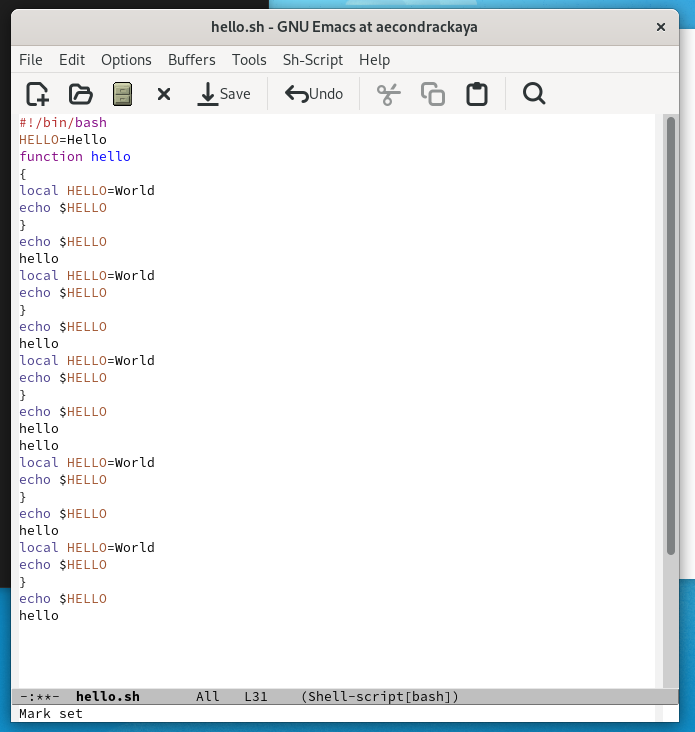 hello.sh - GNU Emacs at aecondrackaya
File Edit Options Buffers Tools Sh-Script Help
Save Undo
#!/bin/bash
HELLO=Hello
function hello
{
local HELLO=World
echo $HELLO
}
echo $HELLO
hello
local HELLO=World
echo $HELLO
}
echo $HELLO
hello
local HELLO=World
echo $HELLO
}
echo $HELLO
hello
hello
local HELLO=World
echo $HELLO
}
echo $HELLO
hello
local HELLO=World
echo $HELLO
}
echo $HELLO
hello
-:**- hello.sh All L31 (Shell-script[bash])
Mark set